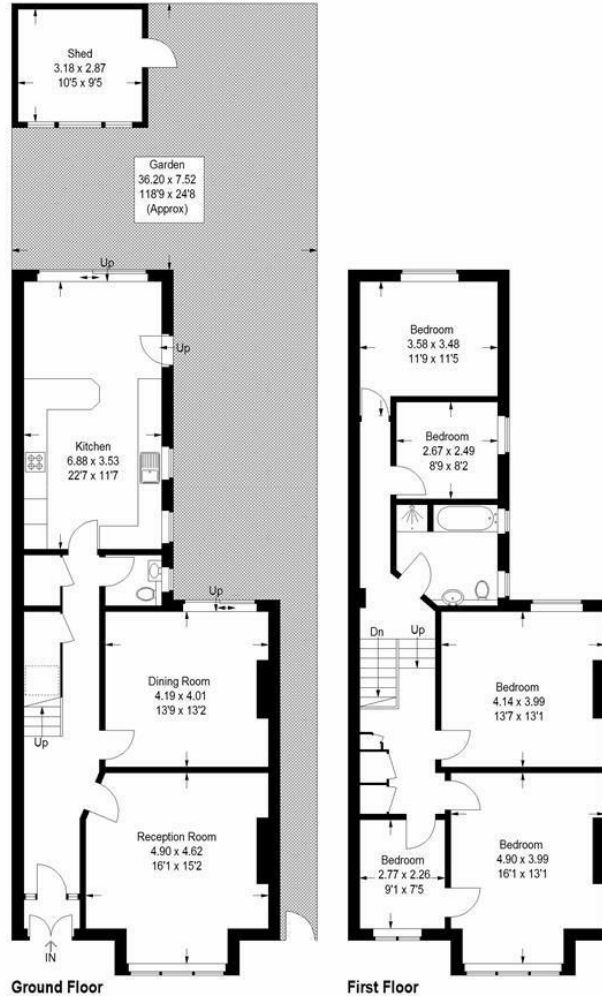 Shed
3.18 x 2.87
10'5 x 9'5
Garden
36.20 x 7.52
118'9 x 24'8
(Approx)
Up
Up
Kitchen
6.88 x 3.53
22'7 x 11'7
Up
Dining Room
4.19 x 4.01
13'9 x 13'2
Up
Reception Room
4.90 x 4.62
16'1 x 15'2
IN
Ground Floor
Bedroom
3.58 x 3.48
11'9 x 11'5
Bedroom
2.67 x 2.49
8'9 x 8'2
Dn
Up
Bedroom
4.14 x 3.99
13'7 x 13'1
Bedroom
4.90 x 3.99
16'1 x 13'1
Bedroom
2.77 x 2.26
9'1 x 7'5
First Floor